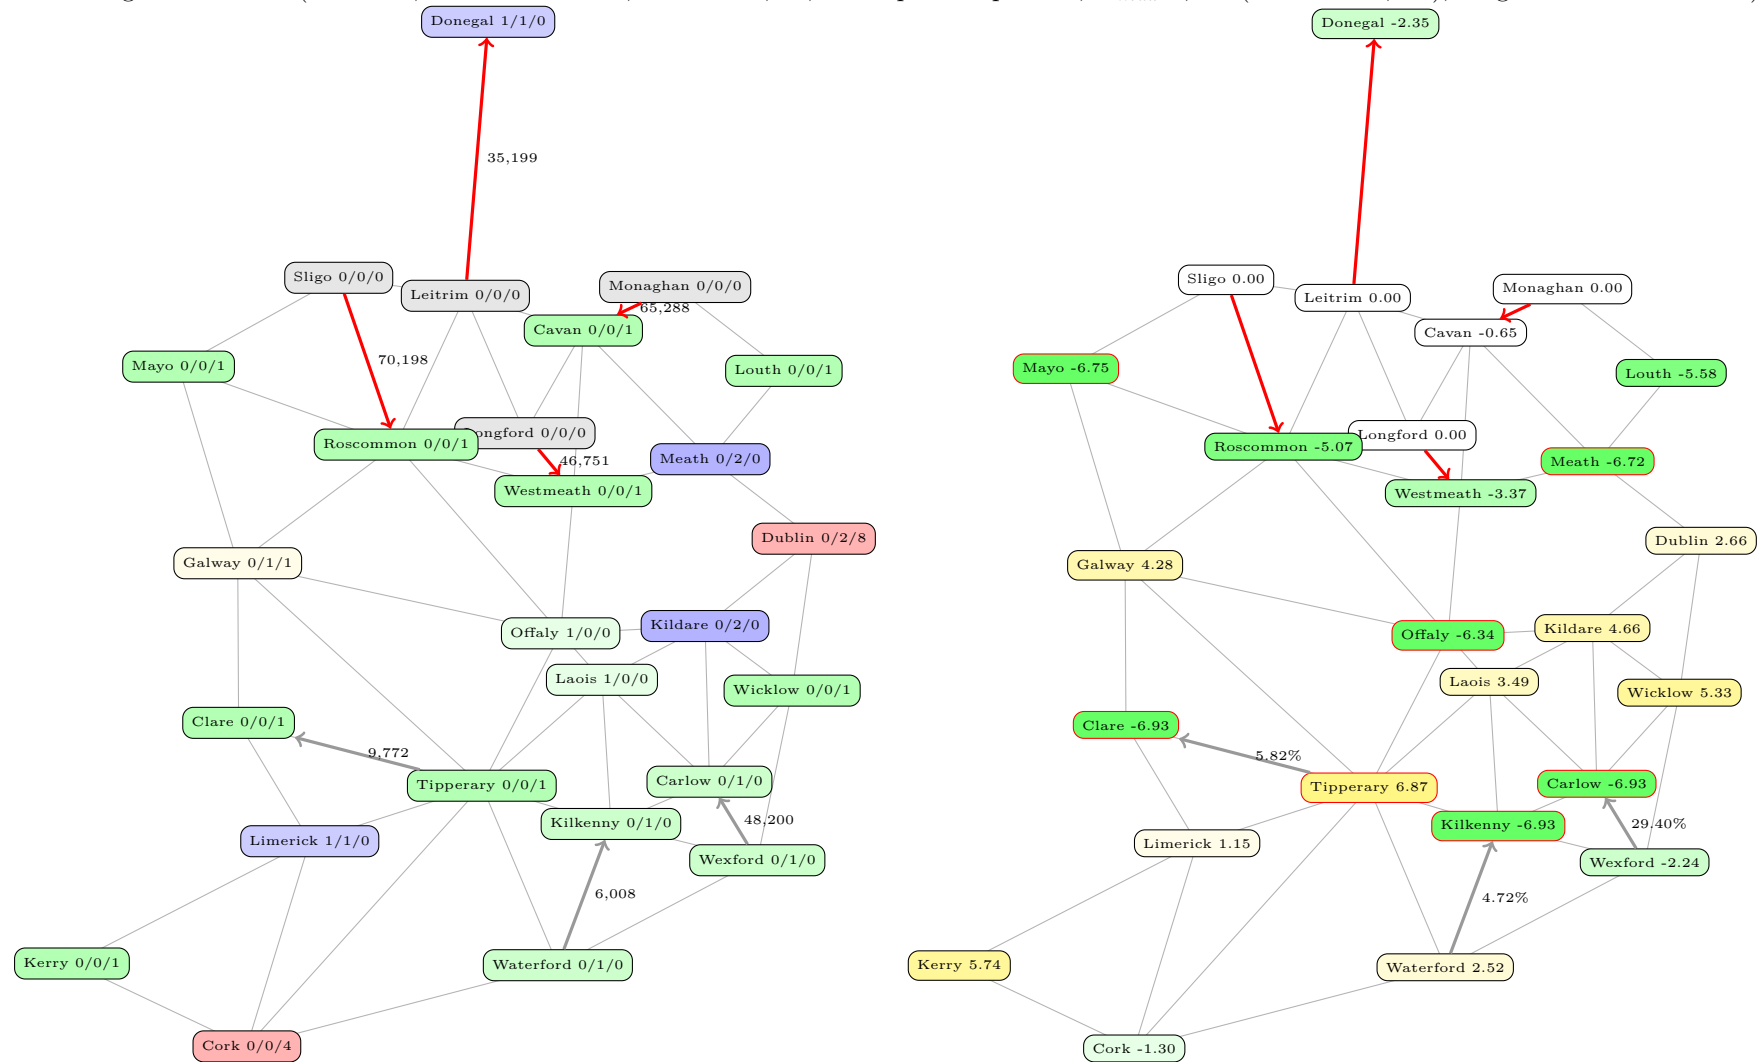 Donegal 1/1/0
35,199
Sligo 0/0/0
Leitrim 0/0/0
Monaghan 0/0/0
65,288
Cavan 0/0/1
Mayo 0/0/1
70,198
Louth 0/0/1
Roscommon 0/0/1
Longford 0/0/0
46,751
Meath 0/2/0
Westmeath 0/0/1
Dublin 0/2/8
Galway 0/1/1
Offaly 1/0/0
Kildare 0/2/0
Laois 1/0/0
Wicklow 0/0/1
Clare 0/0/1
9,772
Tipperary 0/0/1
Carlow 0/1/0
Kilkenny 0/1/0
48,200
Limerick 1/1/0
Wexford 0/1/0
6,008
Kerry 0/0/1
Waterford 0/1/0
Cork 0/0/4
Donegal -2.35
Sligo 0.00
Leitrim 0.00
Monaghan 0.00
Cavan -0.65
Mayo -6.75
Louth -5.58
Roscommon -5.07
Longford 0.00
Meath -6.72
Westmeath -3.37
Dublin 2.66
Galway 4.28
Offaly -6.34
Kildare 4.66
Laois 3.49
Wicklow 5.33
Clare -6.93
5.82%
Tipperary 6.87
Carlow -6.93
Kilkenny -6.93
29.40%
Limerick 1.15
Wexford -2.24
4.72%
Kerry 5.74
Waterford 2.52
Cork -1.30